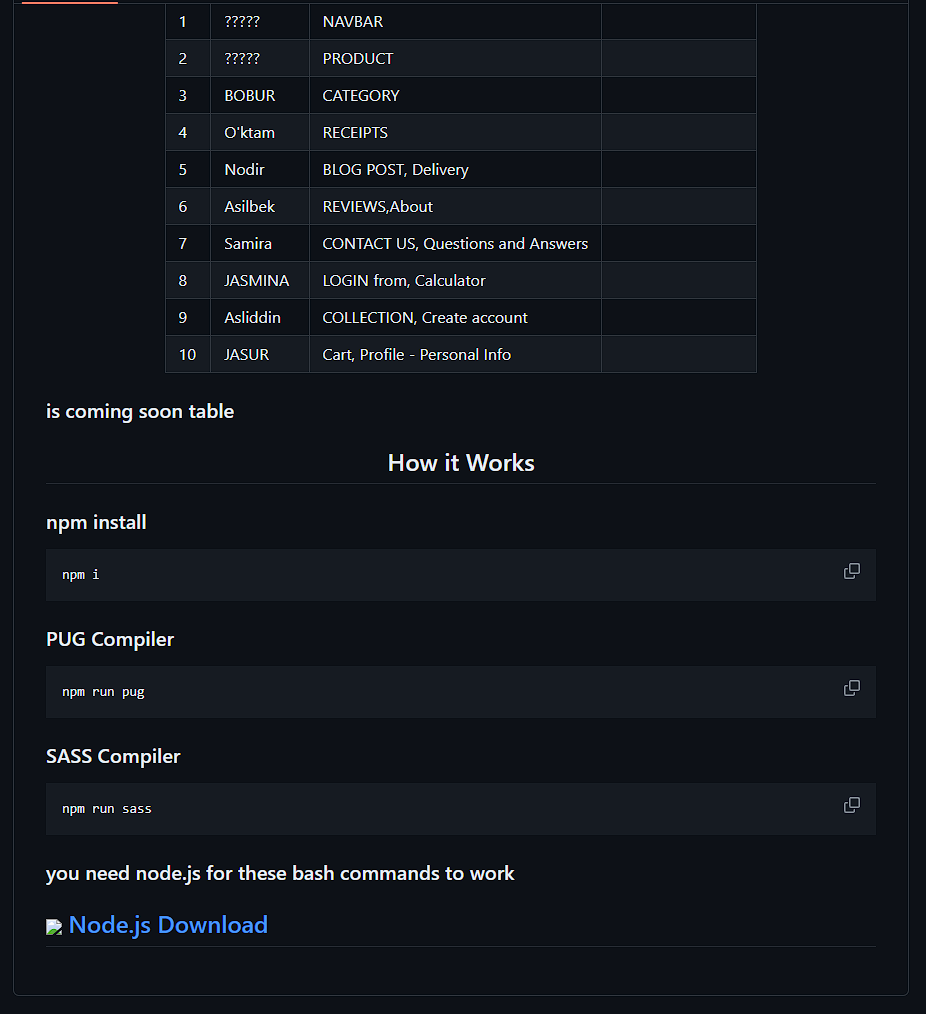 1 ????? NAVBAR
2 ????? PRODUCT
3 BOBUR CATEGORY
4 O'ktam RECEIPTS
5 Nodir BLOG POST, Delivery
6 Asilbek REVIEWS,About
7 Samira CONTACT US, Questions and Answers
8 JASMINA LOGIN from, Calculator
9 Asliddin COLLECTION, Create account
10 JASUR Cart, Profile - Personal Info
is coming soon table
How it Works
npm install
npm i
PUG Compiler
npm run pug
SASS Compiler
npm run sass
you need node.js for these bash commands to work
Node.js Download